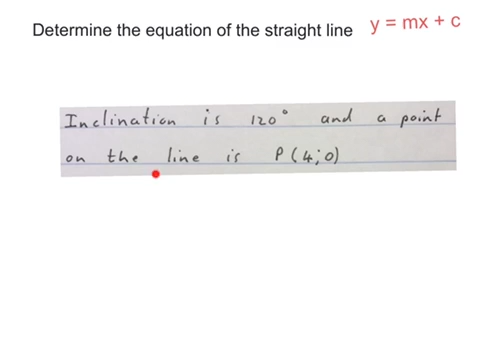 Determine the equation of the straight line y = mx + c
Inclination is 120° and a point
on the line is P(4;0)